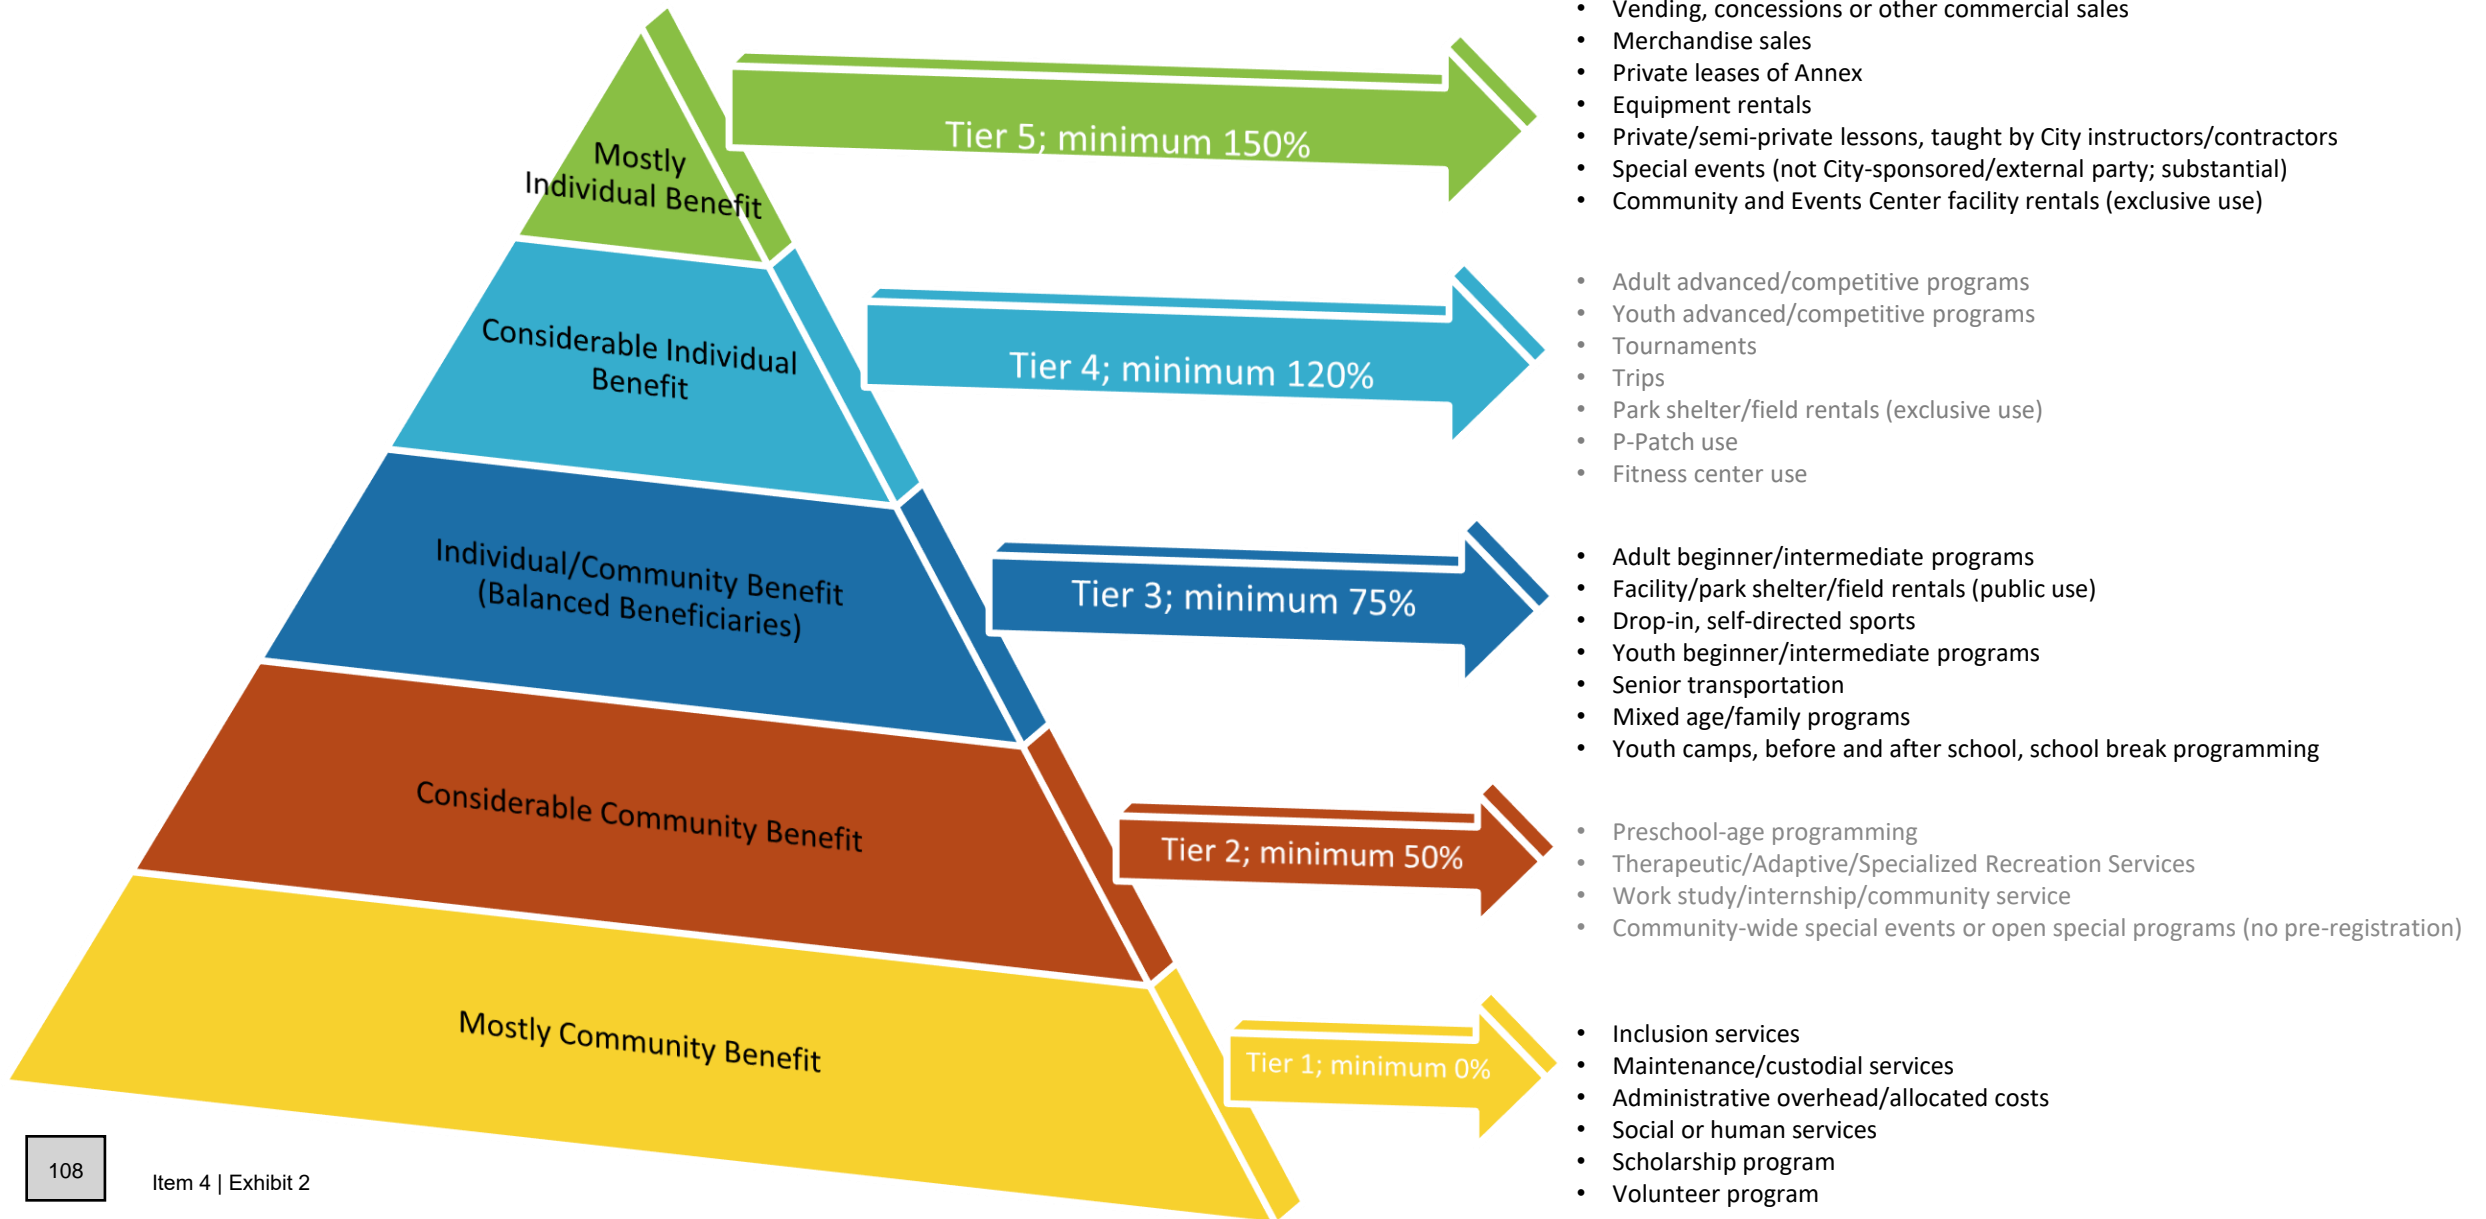 Mostly
Individual Benefit
Tier 5; minimum 150%
• Vending, concessions or other commercial sales
• Merchandise sales
• Private leases of Annex
• Equipment rentals
• Private/semi-private lessons, taught by City instructors/contractors
• Special events (not City-sponsored/external party; substantial)
• Community and Events Center facility rentals (exclusive use)
Considerable Individual
Benefit
Tier 4; minimum 120%
• Adult advanced/competitive programs
• Youth advanced/competitive programs
• Tournaments
• Trips
• Park shelter/field rentals (exclusive use)
• P-Patch use
• Fitness center use
Individual/Community Benefit
(Balanced Beneficiaries)
Tier 3; minimum 75%
• Adult beginner/intermediate programs
• Facility/park shelter/field rentals (public use)
• Drop-in, self-directed sports
• Youth beginner/intermediate programs
• Senior transportation
• Mixed age/family programs
• Youth camps, before and after school, school break programming
Considerable Community Benefit
Tier 2; minimum 50%
• Preschool-age programming
• Therapeutic/Adaptive/Specialized Recreation Services
• Work study/internship/community service
• Community-wide special events or open special programs (no pre-registration)
Mostly Community Benefit
Tier 1; minimum 0%
• Inclusion services
• Maintenance/custodial services
• Administrative overhead/allocated costs
• Social or human services
• Scholarship program
• Volunteer program
108
Item 4 | Exhibit 2